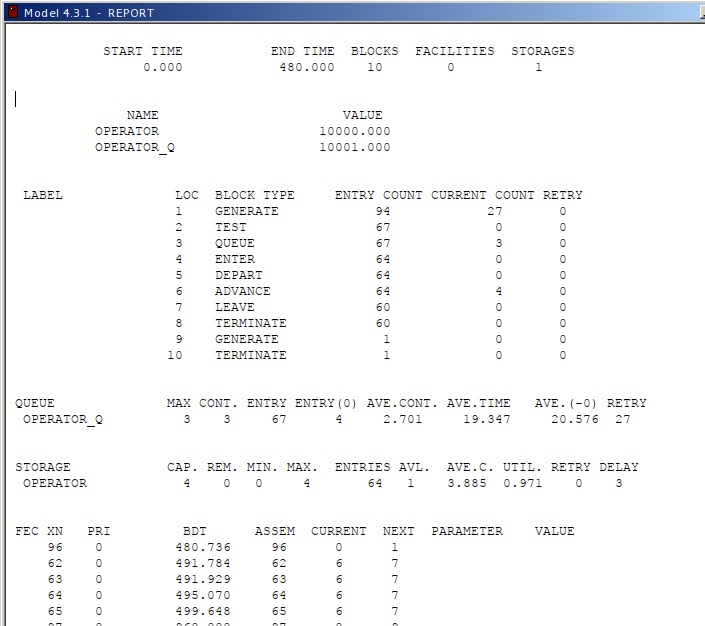 Model 4.3.1 - REPORT
START TIME END TIME BLOCKS FACILITIES STORAGES
0.000 480.000 10 0 1
NAME VALUE
OPERATOR 10000.000
OPERATOR_Q 10001.000
LABEL LOC BLOCK TYPE ENTRY COUNT CURRENT COUNT RETRY
1 GENERATE 94 27 0
2 TEST 67 0 0
3 QUEUE 67 3 0
4 ENTER 64 0 0
5 DEPART 64 0 0
6 ADVANCE 64 4 0
7 LEAVE 60 0 0
8 TERMINATE 60 0 0
9 GENERATE 1 0 0
10 TERMINATE 1 0 0
QUEUE MAX CONT. ENTRY ENTRY(0) AVE.CONT. AVE.TIME AVE.(-0) RETRY
OPERATOR_Q 3 3 67 4 2.701 19.347 20.576 27
STORAGE CAP. REM. MIN. MAX. ENTRIES AVL. AVE.C. UTIL. RETRY DELAY
OPERATOR 4 0 0 4 64 1 3.885 0.971 0 3
FEC XN PRI BDT ASSEM CURRENT NEXT PARAMETER VALUE
96 0 480.736 96 0 1
62 0 491.784 62 6 7
63 0 491.929 63 6 7
64 0 495.070 64 6 7
65 0 499.648 65 6 7